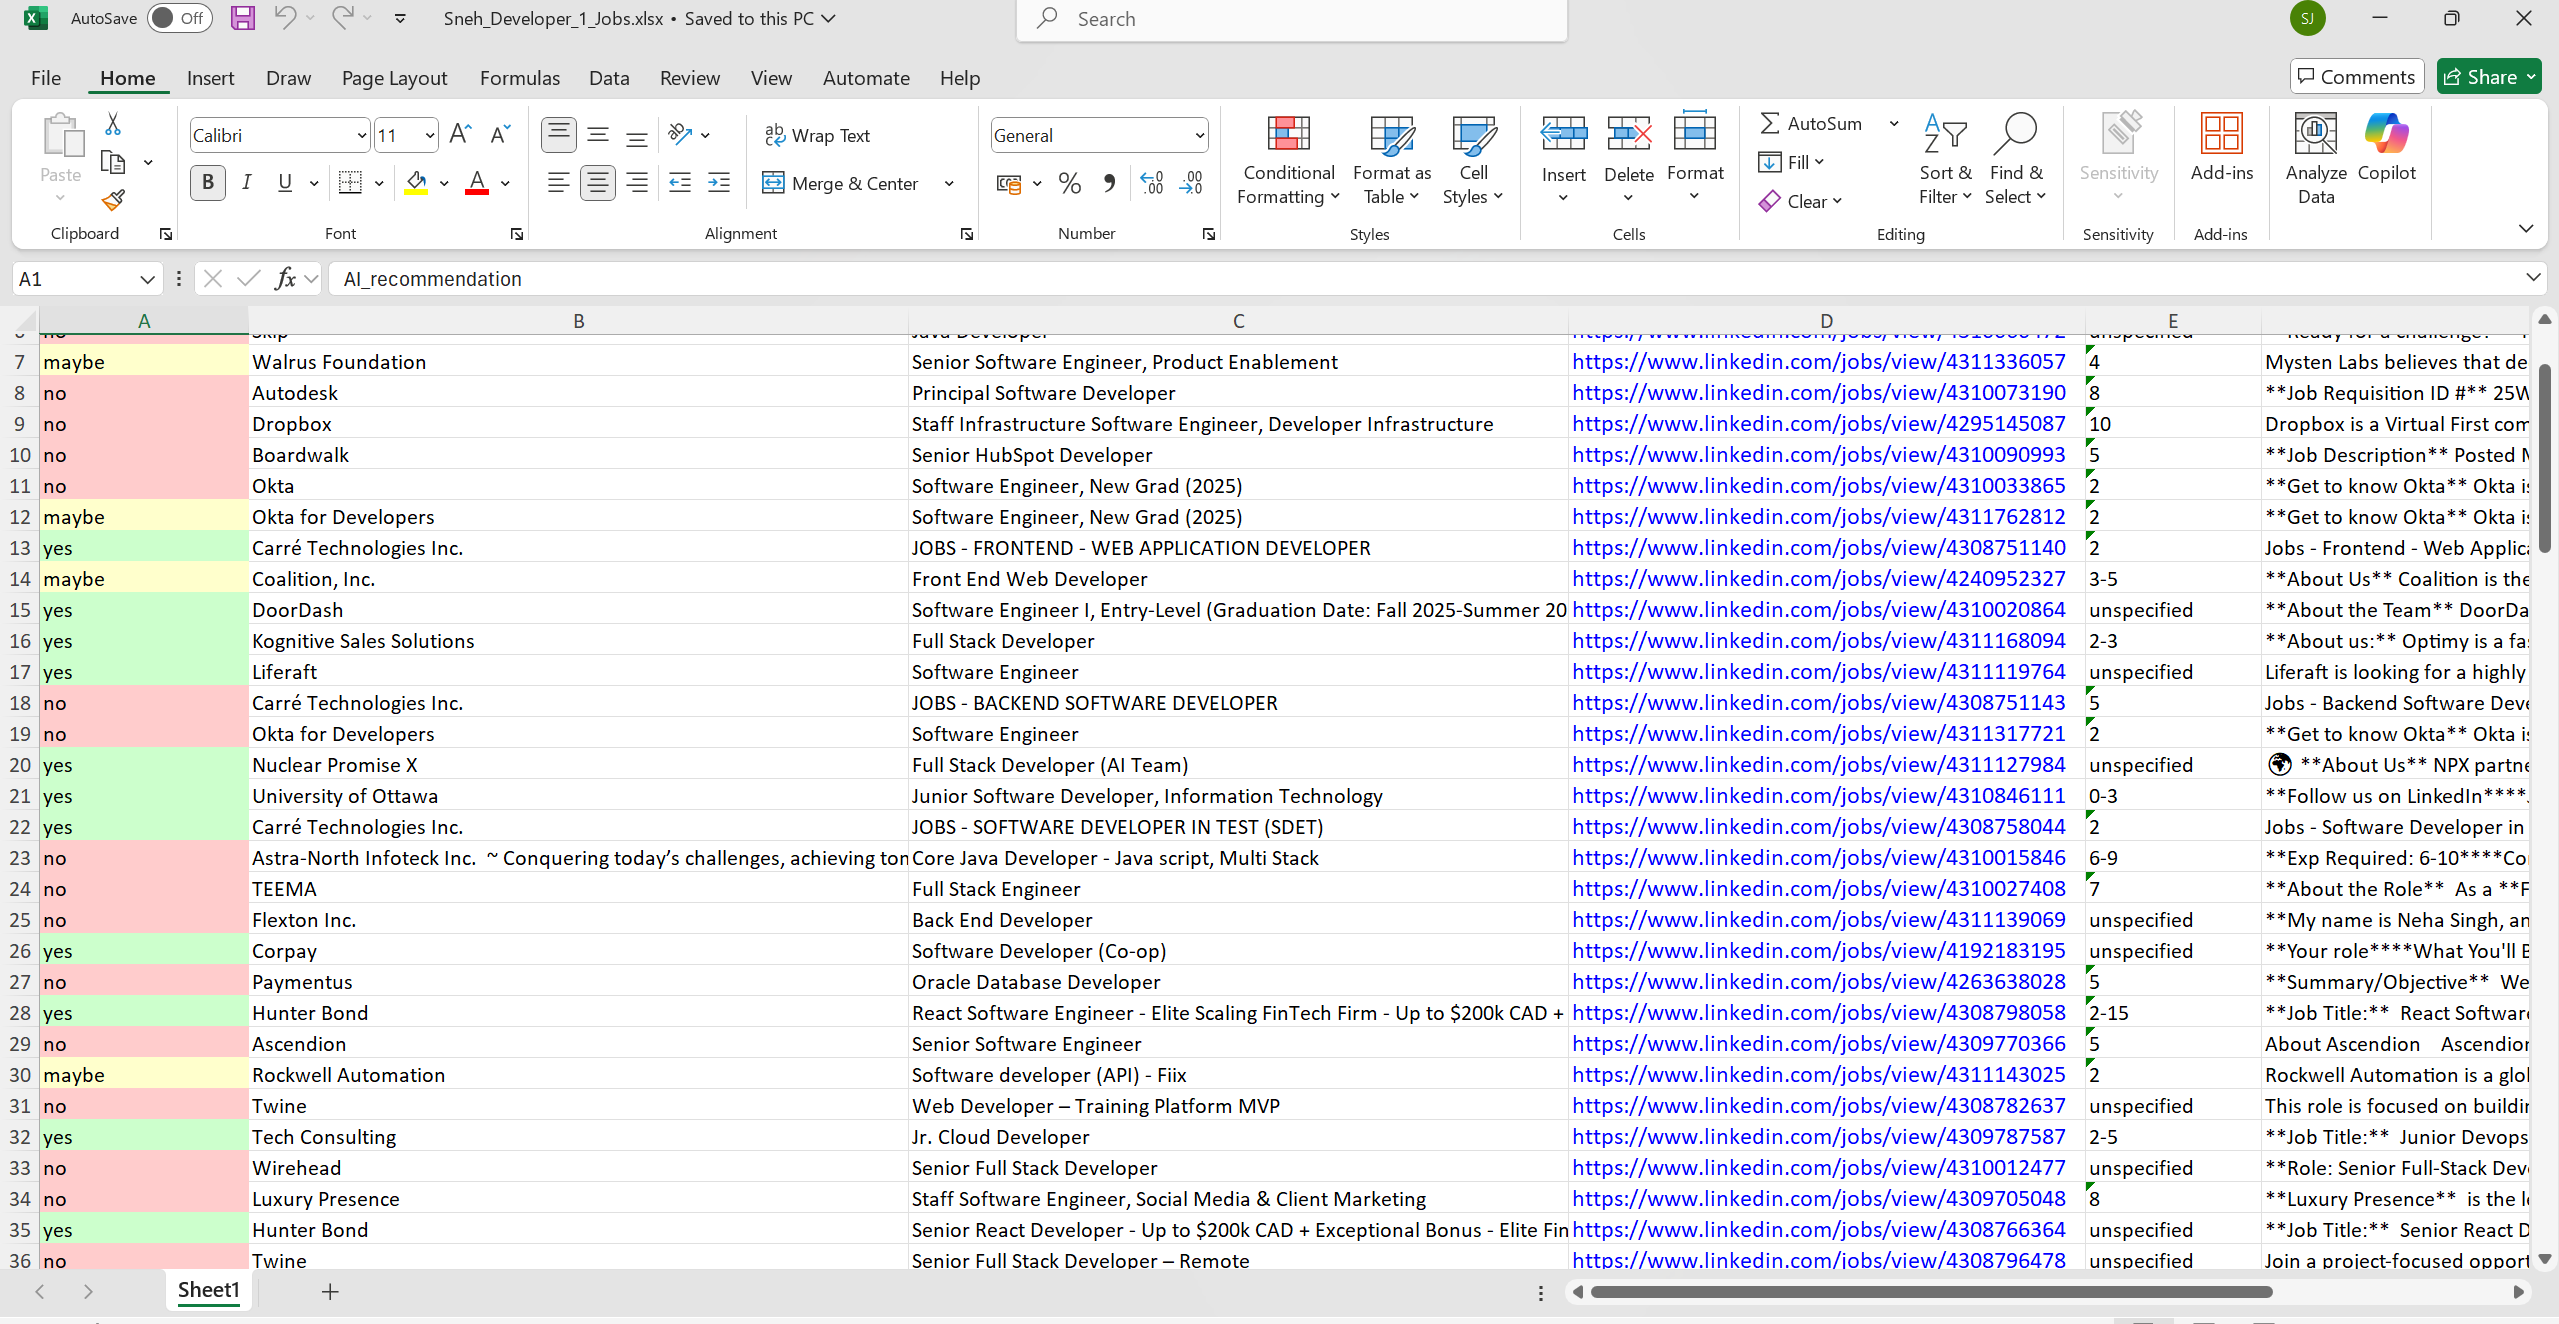 AutoSave Off Sneh_Developer_1_Jobs.xlsx • Saved to this PC Search SJ
File Home Insert Draw Page Layout Formulas Data Review View Automate Help Comments Share
Paste Calibri 11 Wrap Text General Conditional Formatting Format as Table Cell Styles Insert Delete Format AutoSum Sort & Filter Find & Select Sensitivity Add-ins Analyze Data Copilot
B I U A Merge & Center % Fill
Clear
Clipboard Font Alignment Number Styles Cells Editing Sensitivity Add-ins
A1 fx AI_recommendation
A B C D E
7 maybe Walrus Foundation Senior Software Engineer, Product Enablement https://www.linkedin.com/jobs/view/4311336057 4 Mysten Labs believes that de
8 no Autodesk Principal Software Developer https://www.linkedin.com/jobs/view/4310073190 8 **Job Requisition ID #** 25W
9 no Dropbox Staff Infrastructure Software Engineer, Developer Infrastructure https://www.linkedin.com/jobs/view/4295145087 10 Dropbox is a Virtual First com
10 no Boardwalk Senior HubSpot Developer https://www.linkedin.com/jobs/view/4310090993 5 **Job Description** Posted
11 no Okta Software Engineer, New Grad (2025) https://www.linkedin.com/jobs/view/4310033865 2 **Get to know Okta** Okta is
12 maybe Okta for Developers Software Engineer, New Grad (2025) https://www.linkedin.com/jobs/view/4311762812 2 **Get to know Okta** Okta is
13 yes Carré Technologies Inc. JOBS - FRONTEND - WEB APPLICATION DEVELOPER https://www.linkedin.com/jobs/view/4308751140 2 Jobs - Frontend - Web Applica
14 maybe Coalition, Inc. Front End Web Developer https://www.linkedin.com/jobs/view/4240952327 3-5 **About Us** Coalition is the
15 yes DoorDash Software Engineer I, Entry-Level (Graduation Date: Fall 2025-Summer 20 https://www.linkedin.com/jobs/view/4310020864 unspecified **About the Team** DoorDa
16 yes Kognitive Sales Solutions Full Stack Developer https://www.linkedin.com/jobs/view/4311168094 2-3 **About us:** Optimy is a fa
17 yes Liferaft Software Engineer https://www.linkedin.com/jobs/view/4311119764 unspecified Liferaft is looking for a highly
18 no Carré Technologies Inc. JOBS - BACKEND SOFTWARE DEVELOPER https://www.linkedin.com/jobs/view/4308751143 5 Jobs - Backend Software Deve
19 no Okta for Developers Software Engineer https://www.linkedin.com/jobs/view/4311317721 2 **Get to know Okta** Okta is
20 yes Nuclear Promise X Full Stack Developer (AI Team) https://www.linkedin.com/jobs/view/4311127984 unspecified **About Us** NPX partne
21 yes University of Ottawa Junior Software Developer, Information Technology https://www.linkedin.com/jobs/view/4310846111 0-3 **Follow us on LinkedIn****
22 yes Carré Technologies Inc. JOBS - SOFTWARE DEVELOPER IN TEST (SDET) https://www.linkedin.com/jobs/view/4308758044 2 Jobs - Software Developer in
23 no Astra-North Infoteck Inc. ~ Conquering today's challenges, achieving ton Core Java Developer - Java script, Multi Stack https://www.linkedin.com/jobs/view/4310015846 6-9 **Exp Required: 6-10****Co
24 no TEEMA Full Stack Engineer https://www.linkedin.com/jobs/view/4310027408 7 **About the Role** As a **F
25 no Flexton Inc. Back End Developer https://www.linkedin.com/jobs/view/4311139069 unspecified **My name is Neha Singh, an
26 yes Corpay Software Developer (Co-op) https://www.linkedin.com/jobs/view/4192183195 unspecified **Your role****What You'll B
27 no Paymentus Oracle Database Developer https://www.linkedin.com/jobs/view/4263638028 5 **Summary/Objective** We
28 yes Hunter Bond React Software Engineer - Elite Scaling FinTech Firm - Up to $200k CAD + https://www.linkedin.com/jobs/view/4308798058 2-15 **Job Title:** React Software
29 no Ascendion Senior Software Engineer https://www.linkedin.com/jobs/view/4309770366 5 About Ascendion Ascendion
30 maybe Rockwell Automation Software developer (API) - Fiix https://www.linkedin.com/jobs/view/4311143025 2 Rockwell Automation is a glol
31 no Twine Web Developer – Training Platform MVP https://www.linkedin.com/jobs/view/4308782637 unspecified This role is focused on buildin
32 yes Tech Consulting Jr. Cloud Developer https://www.linkedin.com/jobs/view/4309787587 2-5 **Job Title:** Junior Devops
33 no Wirehead Senior Full Stack Developer https://www.linkedin.com/jobs/view/4310012477 unspecified **Role: Senior Full-Stack Dev
34 no Luxury Presence Staff Software Engineer, Social Media & Client Marketing https://www.linkedin.com/jobs/view/4309705048 8 **Luxury Presence** is the l
35 yes Hunter Bond Senior React Developer - Up to $200k CAD + Exceptional Bonus - Elite Fin https://www.linkedin.com/jobs/view/4308766364 unspecified **Job Title:** Senior React D
36 no Twine Senior Full Stack Developer – Remote https://www.linkedin.com/jobs/view/4308796478 unspecified Join a project-focused opport
Sheet1